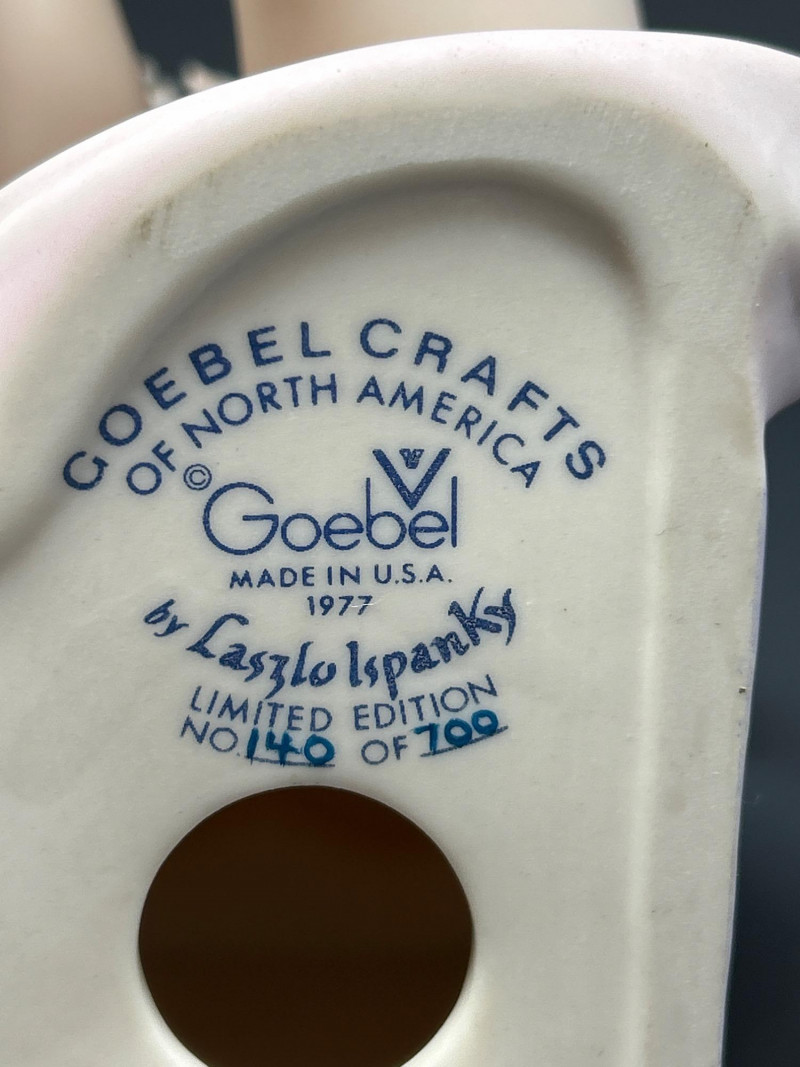 GOEBEL CRAFTS
OF NORTH AMERICA
© Goebel
W
MADE IN U.S.A.
1977
by Laszlo Ispanky
LIMITED EDITION
NO. 140 OF 700